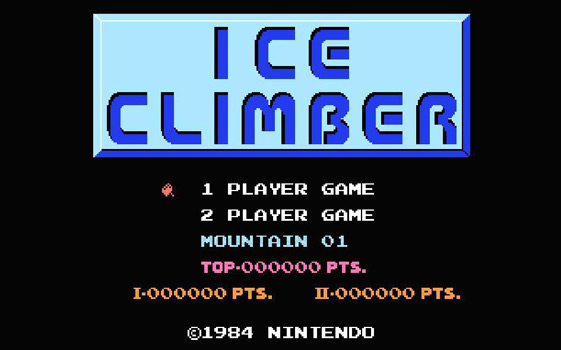 ICE
CLIMBER
1 PLAYER GAME
2 PLAYER GAME
MOUNTAIN 01
TOP-000000 PTS.
I-000000 PTS. II-000000 PTS.
©1984 NINTENDO